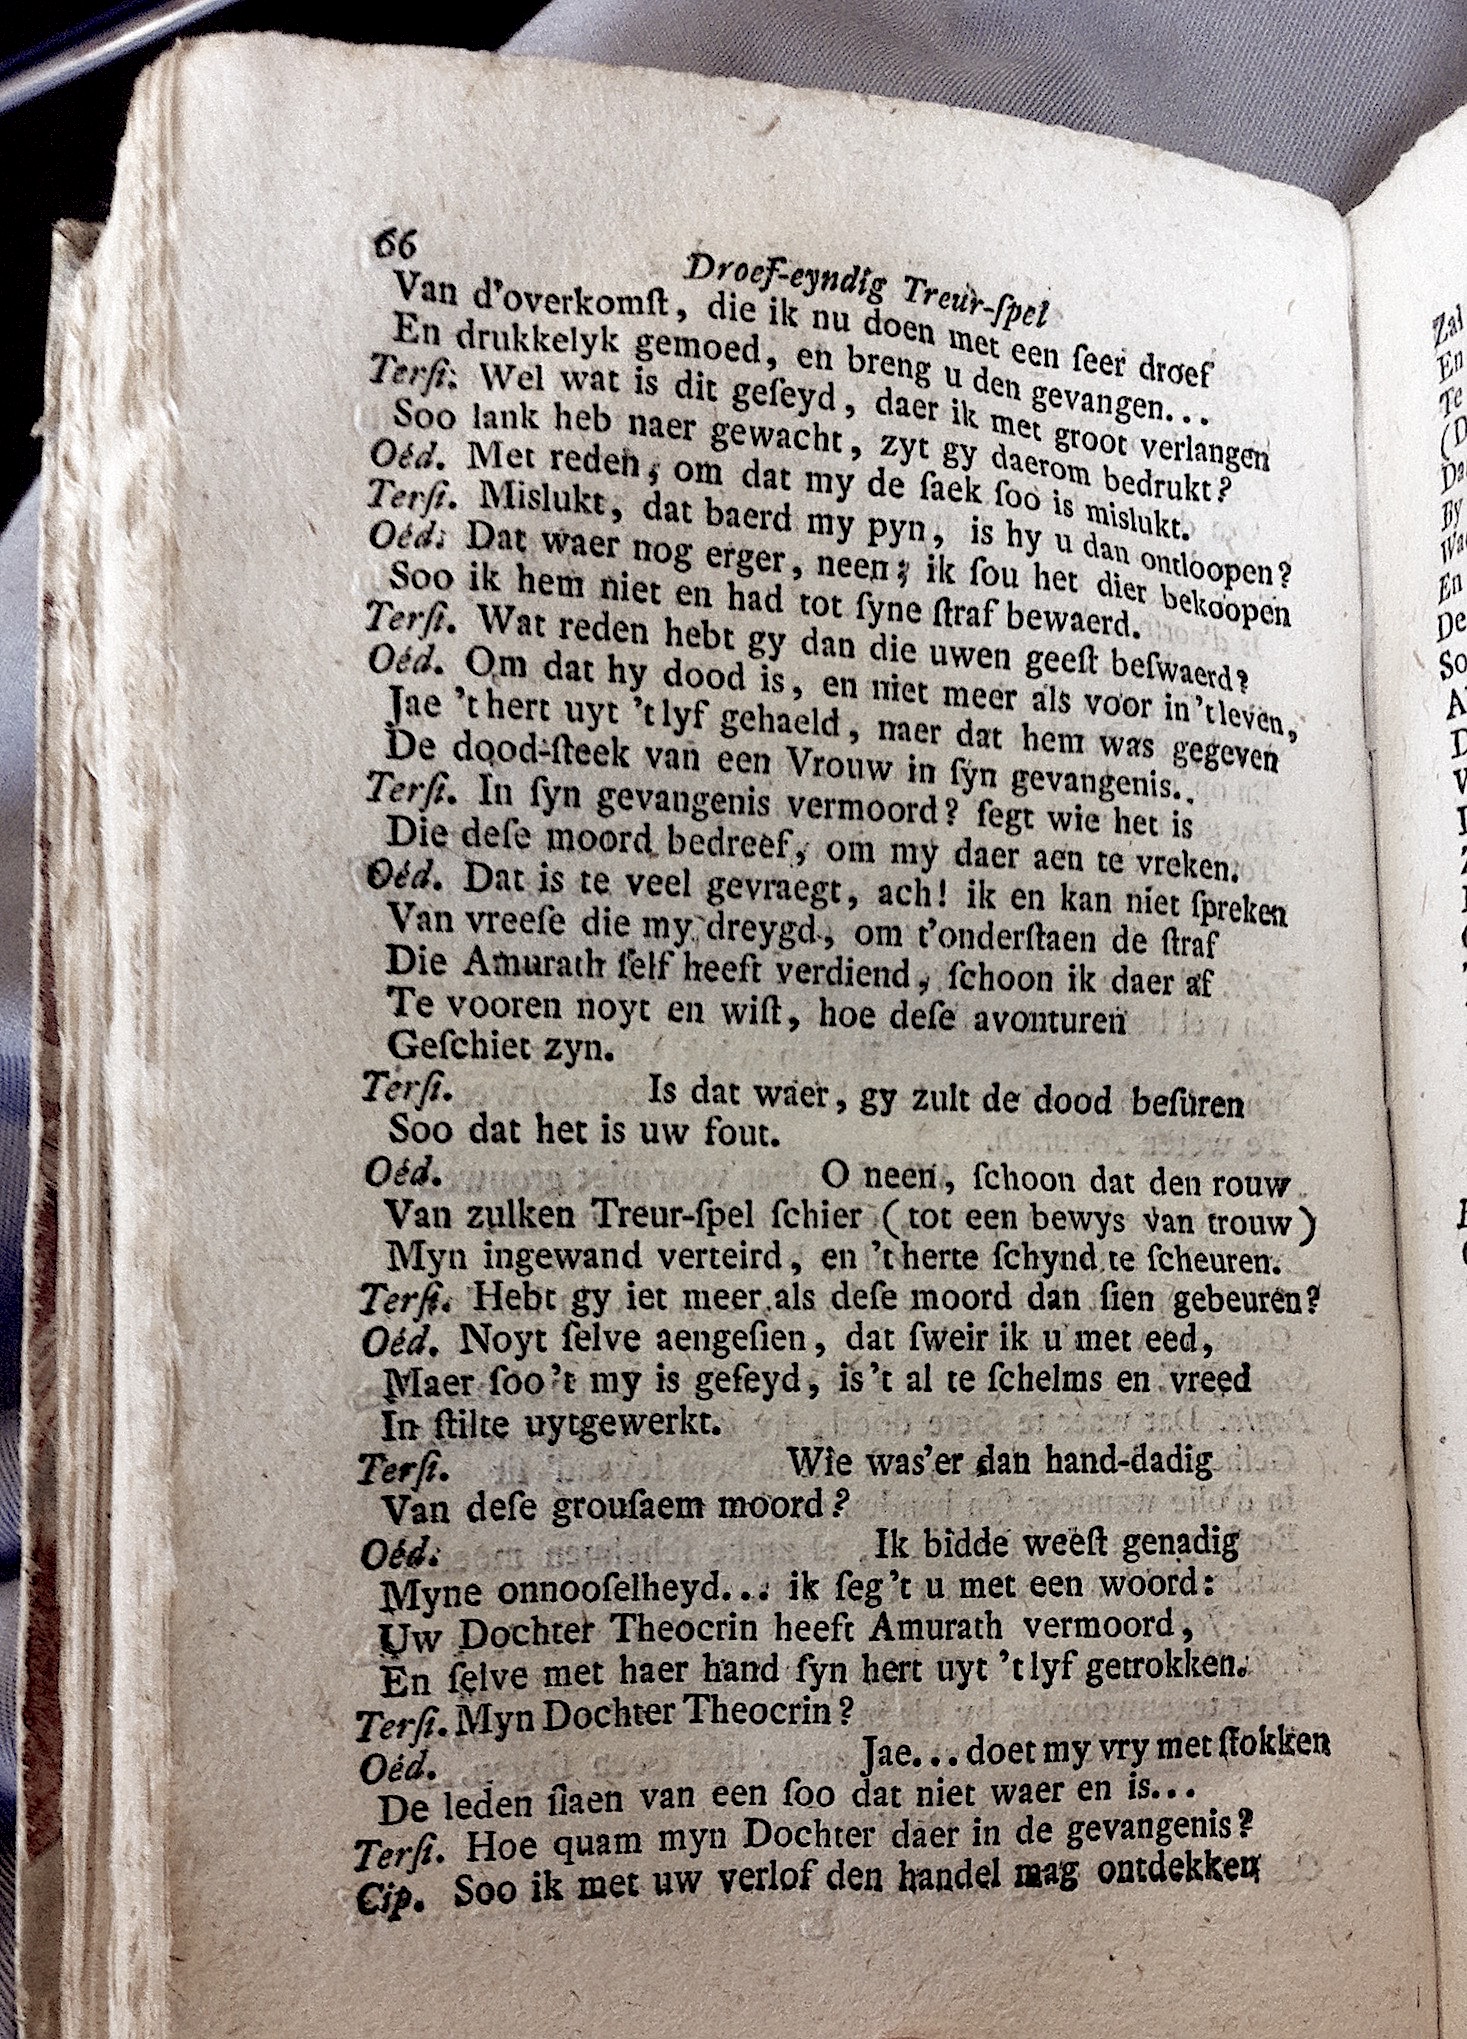 66
Droef-eyndig Treur-ſpel
Van d'overkomſt, die ik nu doen met een ſeer droef
En drukkelyk gemoed, en breng u den gevangen...
Terſi: Wel wat is dit geſeyd, daer ik met groot verlangen
Soo lank heb naer gewacht, zyt gy daerom bedrukt?
Oéd. Met reden, om dat my de ſaek ſoo is mislukt.
Terſi. Mislukt, dat baerd my pyn, is hy u dan ontloopen?
Oéd: Dat waer nog erger, neen; ik ſou het dier bekoopen
Soo ik hem niet en had tot ſyne ſtraf bewaerd.
Terſi. Wat reden hebt gy dan die uwen geeſt beſwaerd?
Oéd. Om dat hy dood is, en niet meer als voor in 't leven,
Jae 't hert uyt 't lyf gehaeld, naer dat hem was gegeven
De dood-ſteek van een Vrouw in ſyn gevangenis..
Terſi. In ſyn gevangenis vermoord? ſegt wie het is
Die deſe moord bedreef, om my daer aen te vreken.
Oéd. Dat is te veel gevraegt, ach! ik en kan niet ſpreken
Van vreeſe die my dreygd, om t'onderſtaen de ſtraf
Die Amurath ſelf heeft verdiend, ſchoon ik daer af
Te vooren noyt en wiſt, hoe deſe avonturen
Geſchiet zyn.
Terſi. Is dat waer, gy zult de dood beſuren
Soo dat het is uw fout.
Oéd. O neen, ſchoon dat den rouw
Van zulken Treur-ſpel ſchier (tot een bewys van trouw)
Myn ingewand verteird, en 't herte ſchynd te ſcheuren.
Terſi. Hebt gy iet meer als deſe moord dan ſien gebeuren?
Oéd. Noyt ſelve aengeſien, dat ſweir ik u met eed,
Maer ſoo 't my is geſeyd, is 't al te ſchelms en vreed
In ſtilte uytgewerkt.
Terſi. Wie was'er dan hand-dadig
Van deſe grouſaem moord?
Oéd: Ik bidde weeſt genadig
Myne onnooſelheyd... ik ſeg 't u met een woord:
Uw Dochter Theocrin heeft Amurath vermoord,
En ſelve met haer hand ſyn hert uyt 't lyf getrokken.
Terſi. Myn Dochter Theocrin?
Oéd. Jae... doet my vry met ſtokken
De leden ſlaen van een ſoo dat niet waer en is...
Terſi. Hoe quam myn Dochter daer in de gevangenis?
Cip. Soo ik met uw verlof den handel mag ontdekken
Zal
En
Te
By
En
De